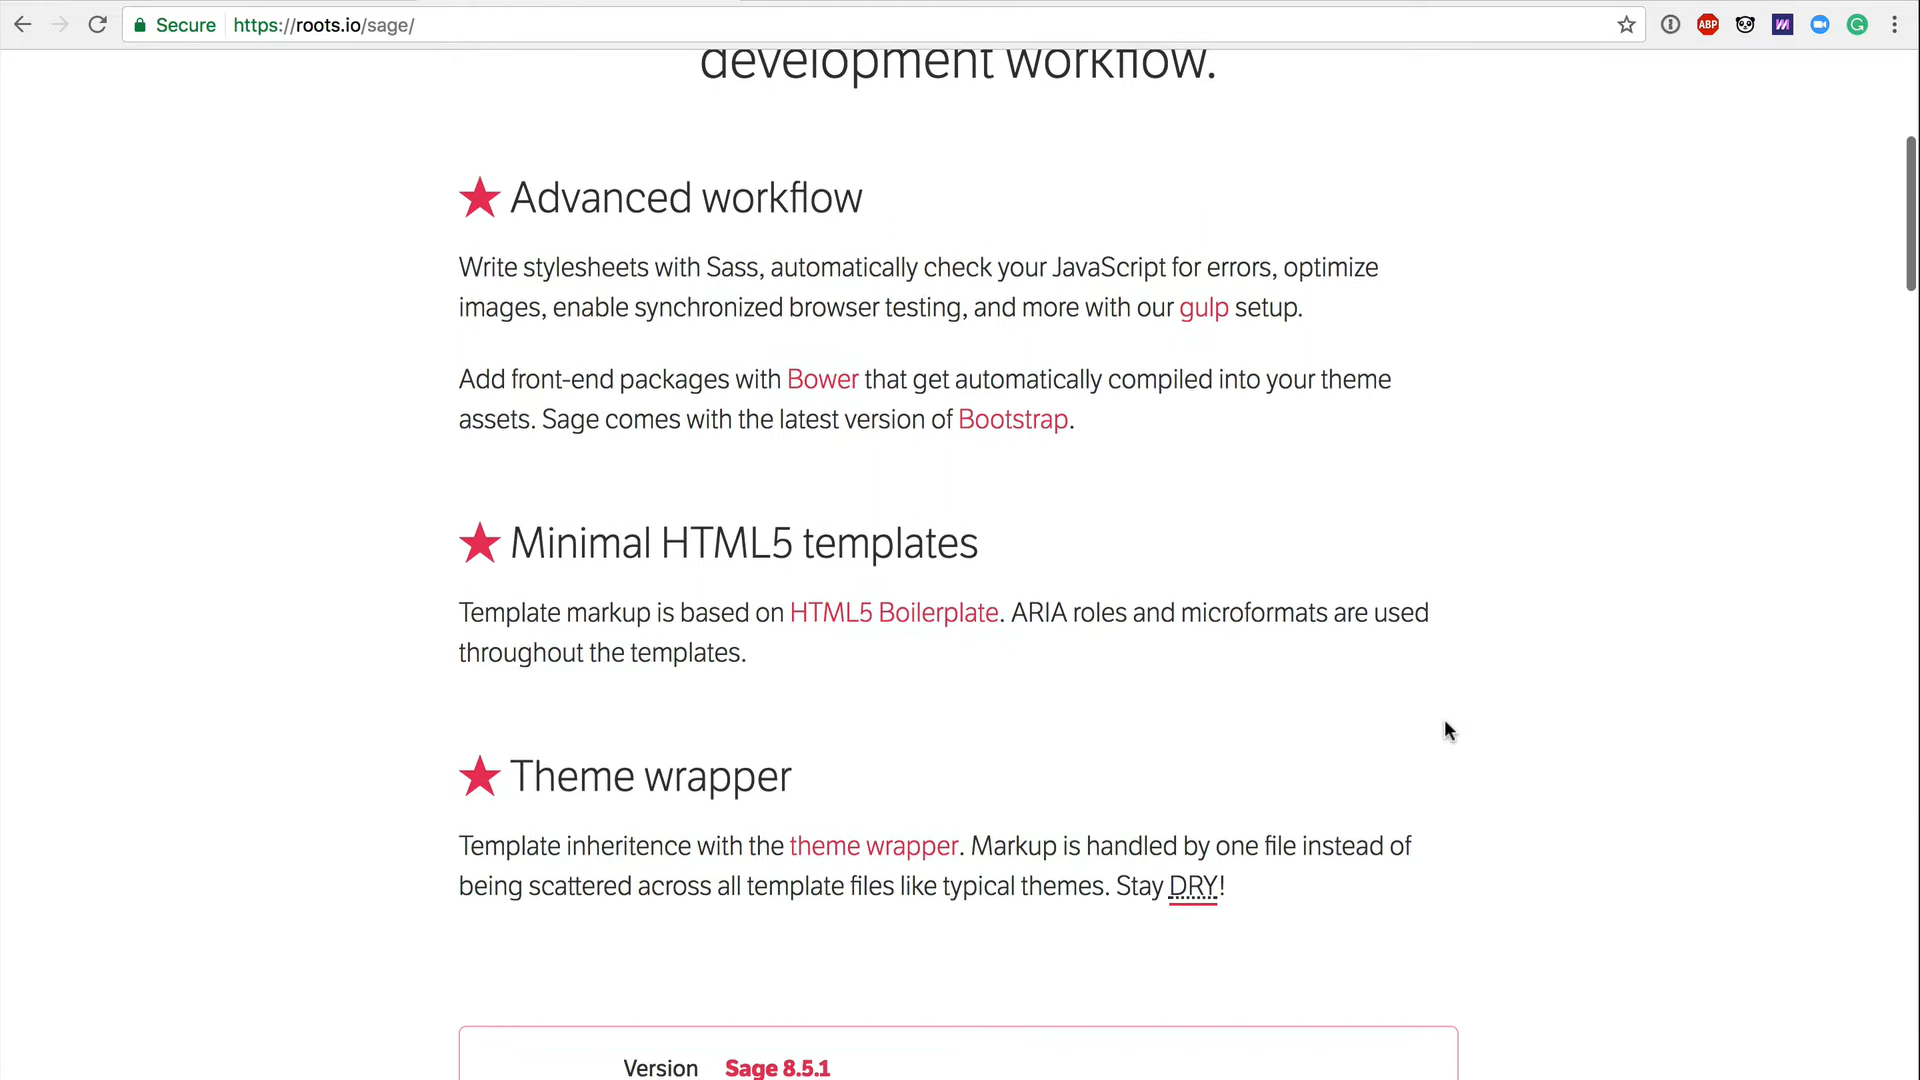 Secure https://roots.io/sage/
ABP
development workflow.
Advanced workflow
Write stylesheets with Sass, automatically check your JavaScript for errors, optimize
images, enable synchronized browser testing, and more with our gulp setup.
Add front-end packages with Bower that get automatically compiled into your theme
assets. Sage comes with the latest version of Bootstrap.
Minimal HTML5 templates
Template markup is based on HTML5 Boilerplate. ARIA roles and microformats are used
throughout the templates.
Theme wrapper
Template inheritence with the theme wrapper. Markup is handled by one file instead of
being scattered across all template files like typical themes. Stay DRY!
Version Sage 8.5.1